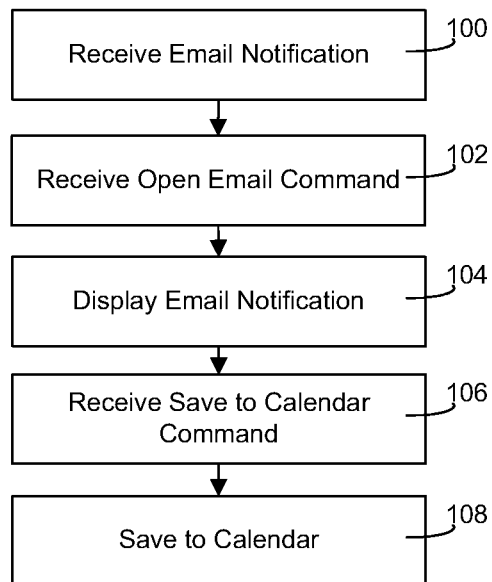 100
Receive Email Notification
102
Receive Open Email Command
104
Display Email Notification
106
Receive Save to Calendar
Command
108
Save to Calendar